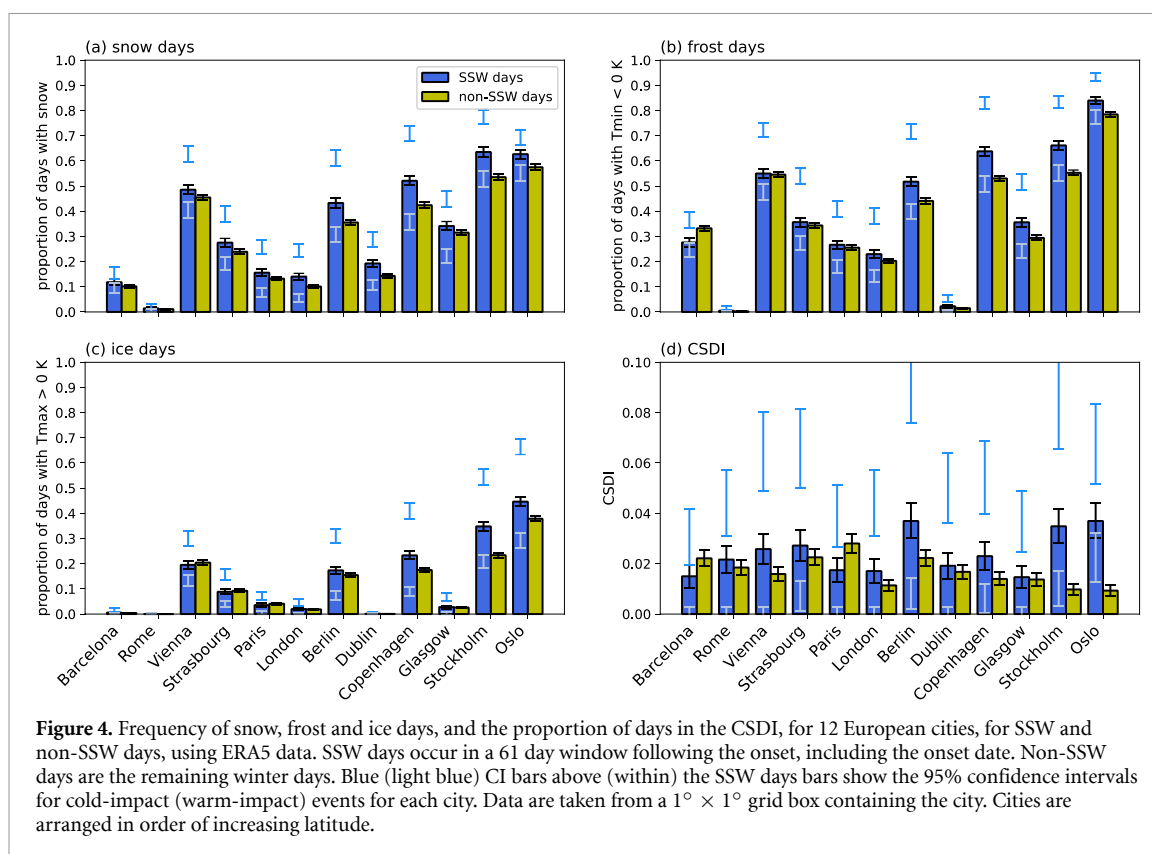 (a) snow days
proportion of days with snow
1.0
0.9
0.8
0.7
0.6
0.5
0.4
0.3
0.2
0.1
0.0
SSW days
non-SSW days
(b) frost days
proportion of days with Tmin < 0 K
1.0
0.9
0.8
0.7
0.6
0.5
0.4
0.3
0.2
0.1
0.0
(c) ice days
proportion of days with Tmax > 0 K
1.0
0.9
0.8
0.7
0.6
0.5
0.4
0.3
0.2
0.1
0.0
Barcelona
Rome
Vienna
Strasbourg
Paris
London
Berlin
Dublin
Copenhagen
Glasgow
Stockholm
Oslo
(d) CSDI
CSDI
0.10
0.08
0.06
0.04
0.02
0.00
Barcelona
Rome
Vienna
Strasbourg
Paris
London
Berlin
Dublin
Copenhagen
Glasgow
Stockholm
Oslo
Figure 4. Frequency of snow, frost and ice days, and the proportion of days in the CSDI, for 12 European cities, for SSW and
non-SSW days, using ERA5 data. SSW days occur in a 61 day window following the onset, including the onset date. Non-SSW
days are the remaining winter days. Blue (light blue) CI bars above (within) the SSW days bars show the 95% confidence intervals
for cold-impact (warm-impact) events for each city. Data are taken from a 1° × 1° grid box containing the city. Cities are
arranged in order of increasing latitude.